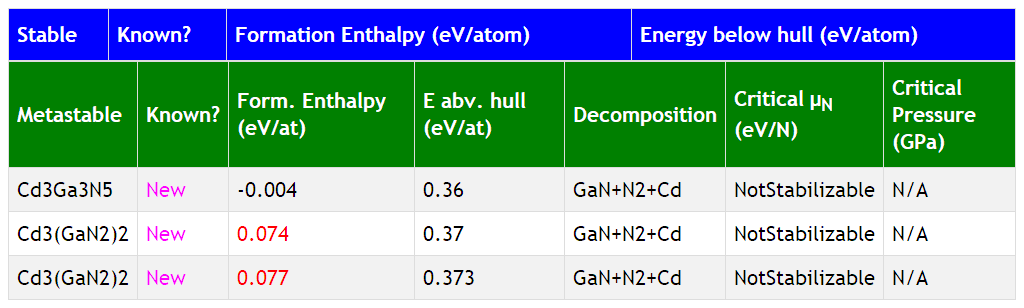 Stable Known? Formation Enthalpy (eV/atom) Energy below hull (eV/atom)
Metastable Known? Form. Enthalpy (eV/at) E abv. hull (eV/at) Decomposition Critical μN (eV/N) Critical Pressure (GPa)
Cd3Ga3N5 New -0.004 0.36 GaN+N2+Cd NotStabilizable N/A
Cd3(GaN2)2 New 0.074 0.37 GaN+N2+Cd NotStabilizable N/A
Cd3(GaN2)2 New 0.077 0.373 GaN+N2+Cd NotStabilizable N/A